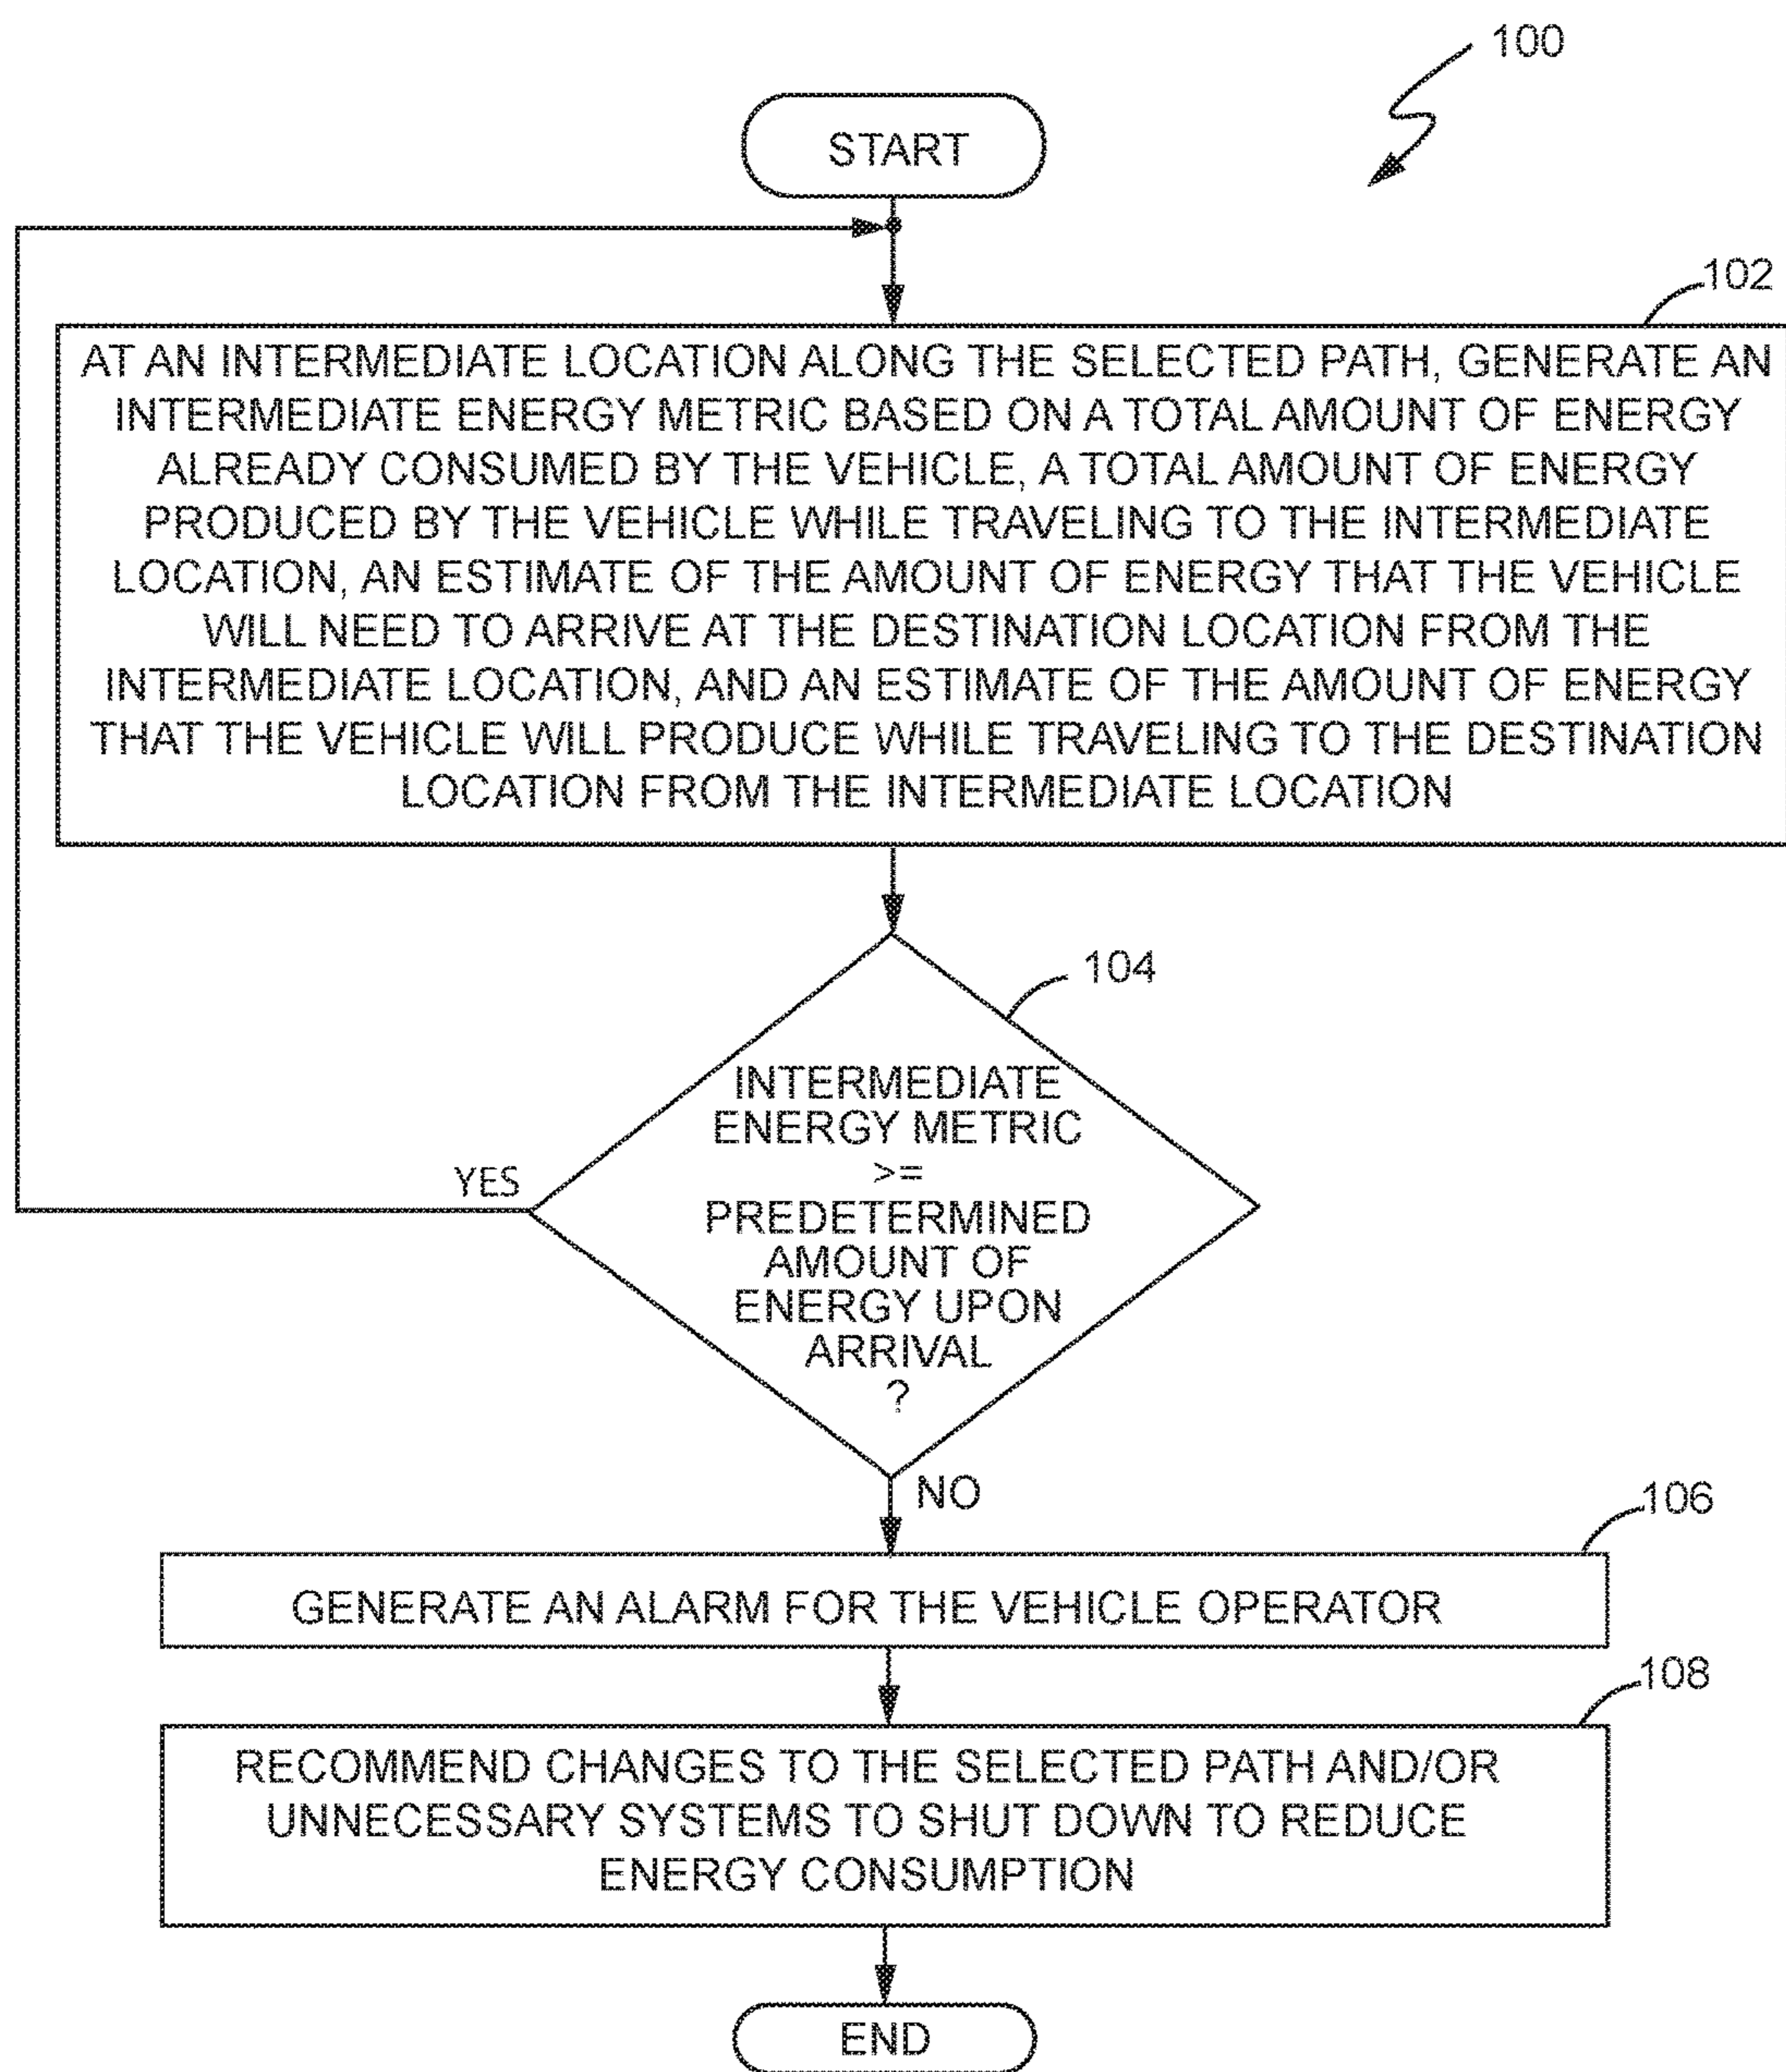 100
START
102
AT AN INTERMEDIATE LOCATION ALONG THE SELECTED PATH, GENERATE AN
INTERMEDIATE ENERGY METRIC BASED ON A TOTAL AMOUNT OF ENERGY
ALREADY CONSUMED BY THE VEHICLE, A TOTAL AMOUNT OF ENERGY
PRODUCED BY THE VEHICLE WHILE TRAVELING TO THE INTERMEDIATE
LOCATION, AN ESTIMATE OF THE AMOUNT OF ENERGY THAT THE VEHICLE
WILL NEED TO ARRIVE AT THE DESTINATION LOCATION FROM THE
INTERMEDIATE LOCATION, AND AN ESTIMATE OF THE AMOUNT OF ENERGY
THAT THE VEHICLE WILL PRODUCE WHILE TRAVELING TO THE DESTINATION
LOCATION FROM THE INTERMEDIATE LOCATION
104
INTERMEDIATE
ENERGY METRIC
>=
PREDETERMINED
AMOUNT OF
ENERGY UPON
ARRIVAL
?
YES
NO
106
GENERATE AN ALARM FOR THE VEHICLE OPERATOR
108
RECOMMEND CHANGES TO THE SELECTED PATH AND/OR
UNNECESSARY SYSTEMS TO SHUT DOWN TO REDUCE
ENERGY CONSUMPTION
END